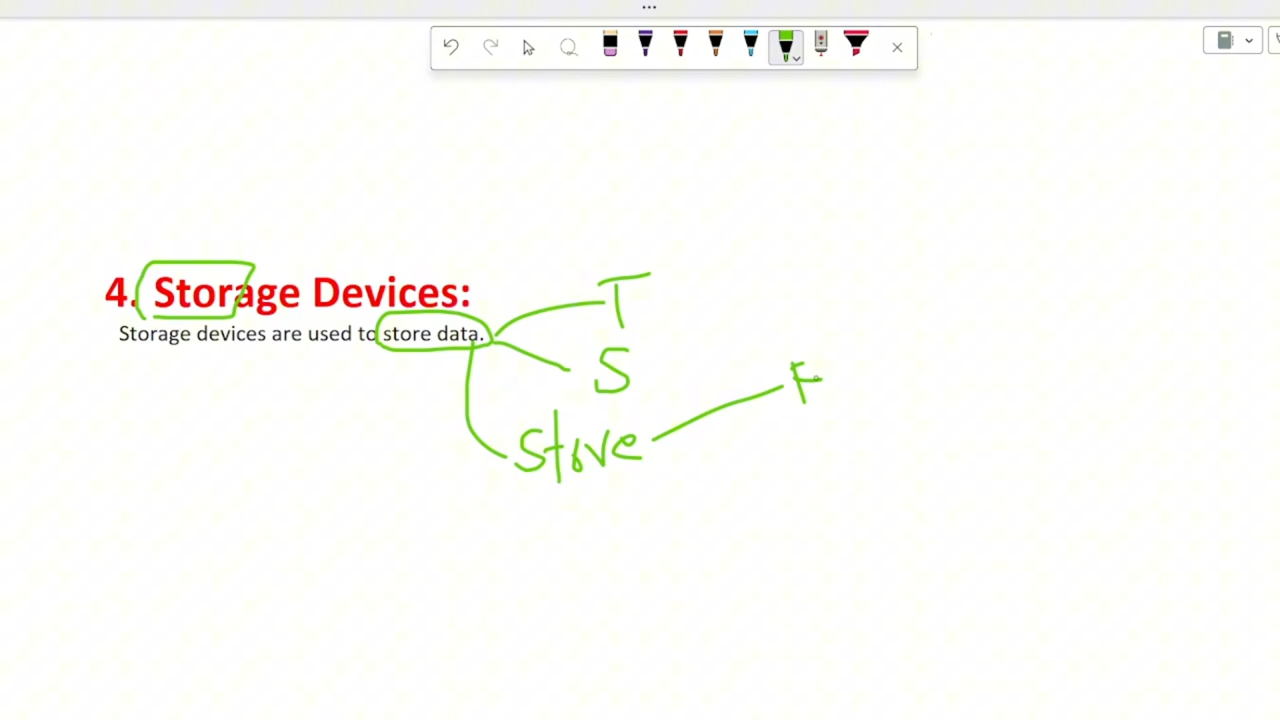 4. Storage Devices:
Storage devices are used to store data.
T
S
Store